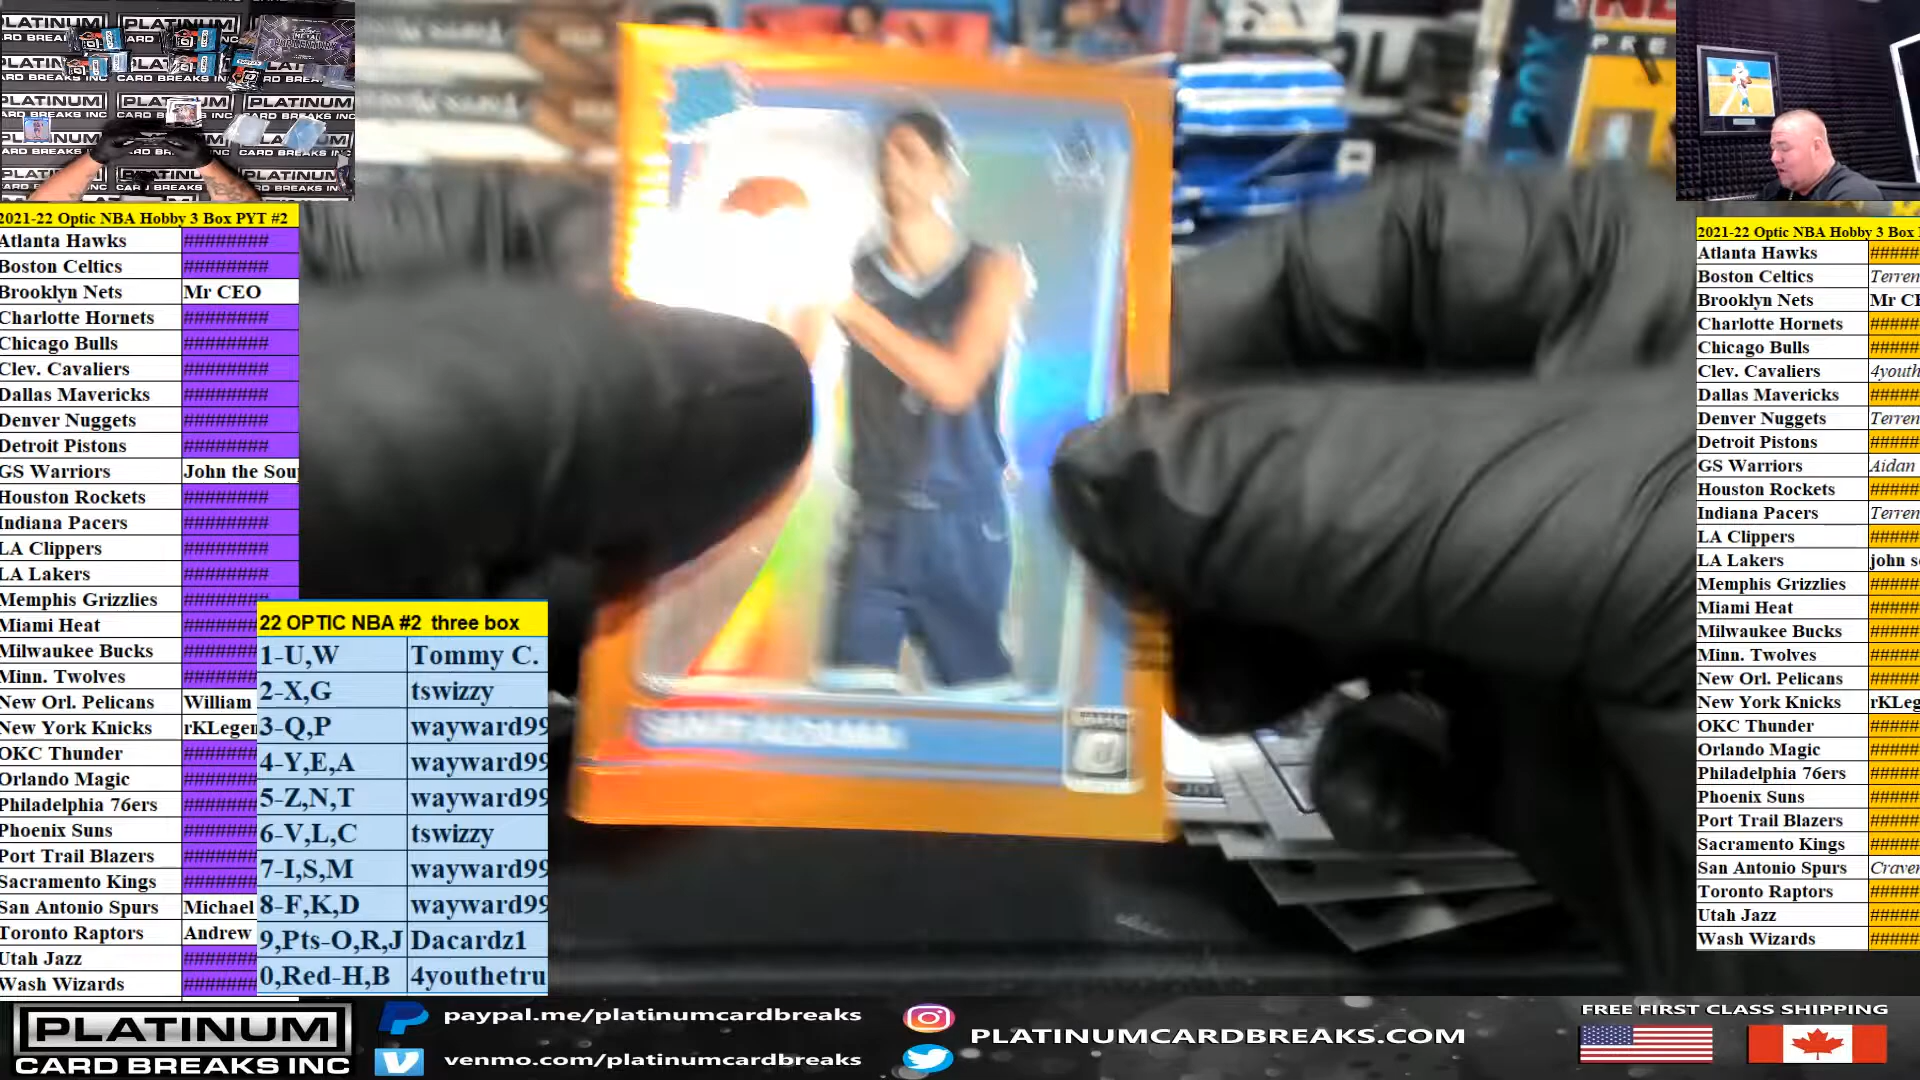 PLATINUM
CARD BREAKS INC
2021-22 Optic NBA Hobby 3 Box PYT #2
Atlanta Hawks ########
Boston Celtics ########
Brooklyn Nets Mr CEO
Charlotte Hornets ########
Chicago Bulls ########
Clev. Cavaliers ########
Dallas Mavericks ########
Denver Nuggets ########
Detroit Pistons ########
GS Warriors John the Sou
Houston Rockets ########
Indiana Pacers ########
LA Clippers ########
LA Lakers ########
Memphis Grizzlies ########
Miami Heat #######
Milwaukee Bucks #######
Minn. Twolves #######
New Orl. Pelicans William
New York Knicks rKLegen
OKC Thunder #######
Orlando Magic #######
Philadelphia 76ers #######
Phoenix Suns #######
Port Trail Blazers #######
Sacramento Kings #######
San Antonio Spurs Michael
Toronto Raptors Andrew
Utah Jazz #######
Wash Wizards #######
22 OPTIC NBA #2 three box
1-U,W Tommy C.
2-X,G tswizzy
3-Q,P wayward99
4-Y,E,A wayward99
5-Z,N,T wayward99
6-V,L,C tswizzy
7-I,S,M wayward99
8-F,K,D wayward99
9,Pts-O,R,J Dacardz1
0,Red-H,B 4youthetru
BOX
PRE
2021-22 Optic NBA Hobby 3 Box
Atlanta Hawks #####
Boston Celtics Terren
Brooklyn Nets Mr CE
Charlotte Hornets #####
Chicago Bulls #####
Clev. Cavaliers 4youth
Dallas Mavericks #####
Denver Nuggets Terren
Detroit Pistons #####
GS Warriors Aidan
Houston Rockets #####
Indiana Pacers Terren
LA Clippers #####
LA Lakers john s
Memphis Grizzlies #####
Miami Heat #####
Milwaukee Bucks #####
Minn. Twolves #####
New Orl. Pelicans #####
New York Knicks rKLeg
OKC Thunder #####
Orlando Magic #####
Philadelphia 76ers #####
Phoenix Suns #####
Port Trail Blazers #####
Sacramento Kings #####
San Antonio Spurs Craver
Toronto Raptors #####
Utah Jazz #####
Wash Wizards #####
PLATINUM
CARD BREAKS INC
paypal.me/platinumcardbreaks
venmo.com/platinumcardbreaks
PLATINUMCARDBREAKS.COM
FREE FIRST CLASS SHIPPING